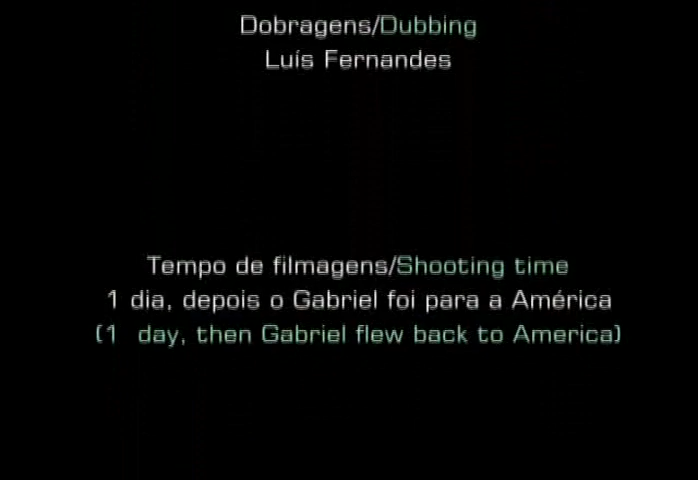 Dobragens/Dubbing
Luís Fernandes
Tempo de filmagens/Shooting time
1 dia, depois o Gabriel foi para a América
(1 day, then Gabriel flew back to America)